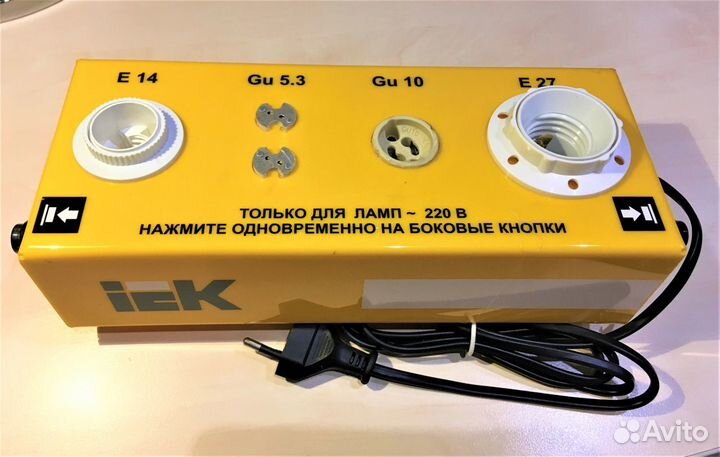 E 14 Gu 5.3 Gu 10 E 27
ТОЛЬКО ДЛЯ ЛАМП ~ 220 В
НАЖМИТЕ ОДНОВРЕМЕННО НА БОКОВЫЕ КНОПКИ
iEK
Avito